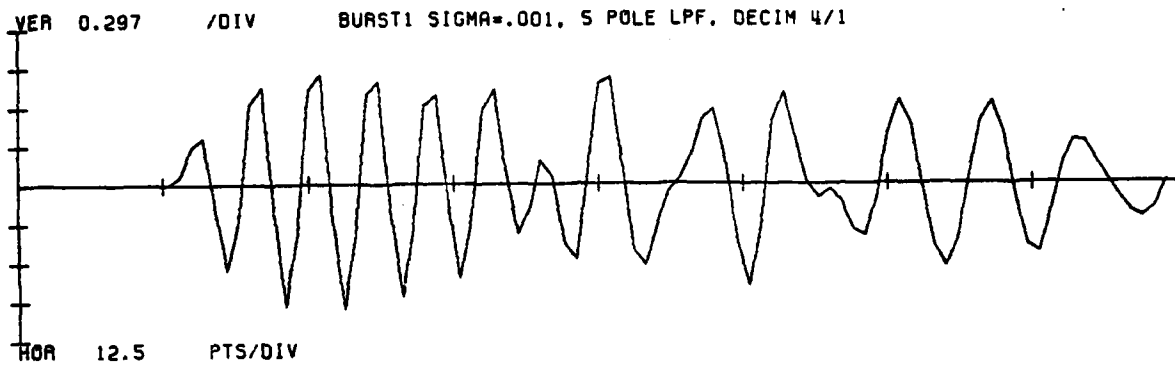 VER 0.297 /DIV BURST1 SIGMA=.001, 5 POLE LPF, DECIM 4/1
HOR 12.5 PTS/DIV